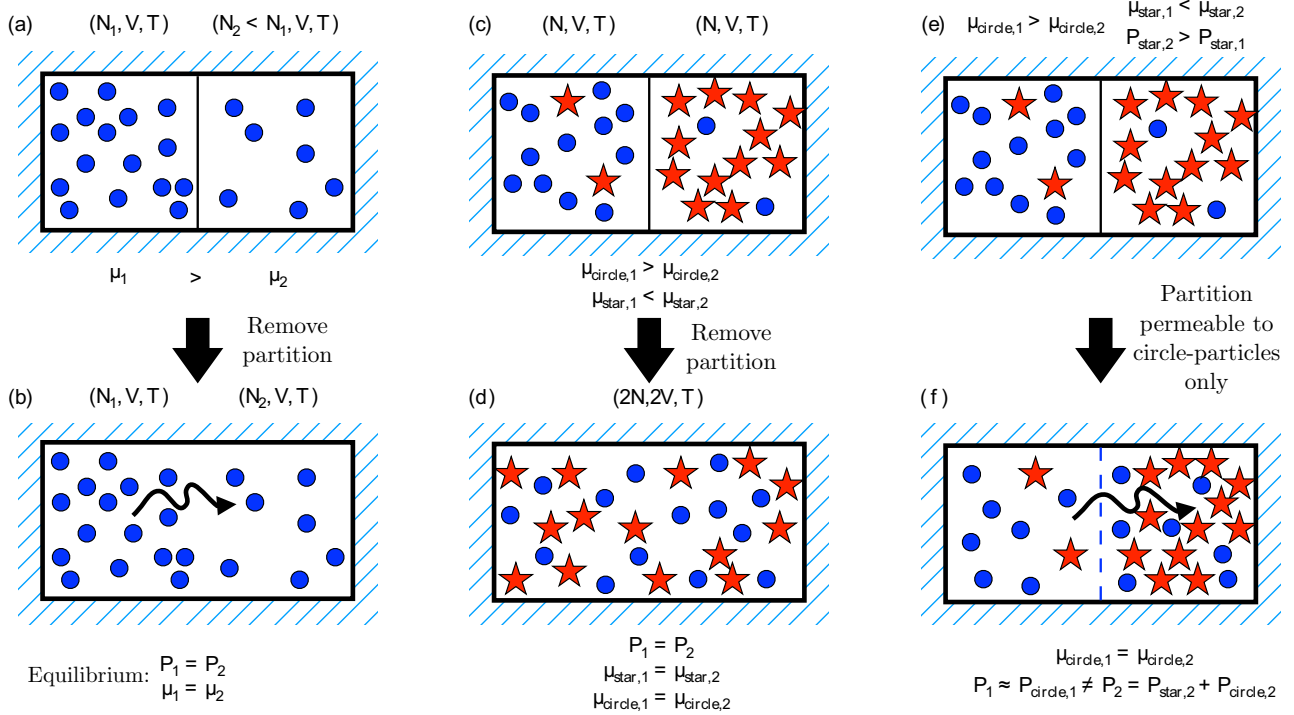 (a)
(N₁, V, T)
(N₂ < N₁, V, T)
μ₁ > μ₂
Remove
partition
(b)
(N₁, V, T)
(N₂, V, T)
Equilibrium:
P₁ = P₂
μ₁ = μ₂
(c)
(N, V, T)
(N, V, T)
μcircle,1 > μcircle,2
μstar,1 < μstar,2
Remove
partition
(d)
(2N,2V, T)
P₁ = P₂
μstar,1 = μstar,2
μcircle,1 = μcircle,2
(e)
μcircle,1 > μcircle,2
μstar,1 < μstar,2
Pstar,2 > Pstar,1
Partition
permeable to
circle-particles
only
(f)
μcircle,1 = μcircle,2
P₁ ≈ Pcircle,1 ≠ P₂ = Pstar,2 + Pcircle,2